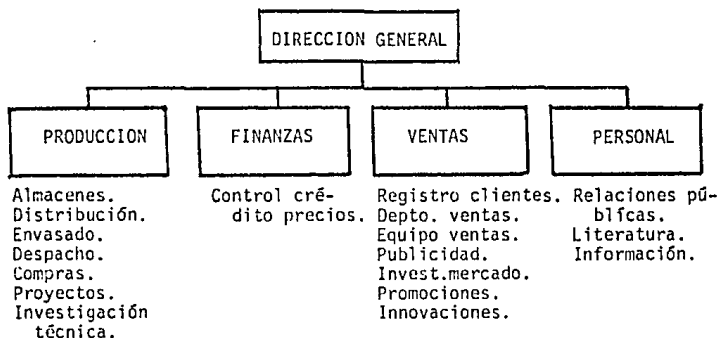 DIRECCION GENERAL
PRODUCCION
Almacenes.
Distribución.
Envasado.
Despacho.
Compras.
Proyectos.
Investigación
técnica.
FINANZAS
Control cré-
dito precios.
VENTAS
Registro clientes.
Depto. ventas.
Equipo ventas.
Publicidad.
Invest.mercado.
Promociones.
Innovaciones.
PERSONAL
Relaciones pú-
blícas.
Literatura.
Información.